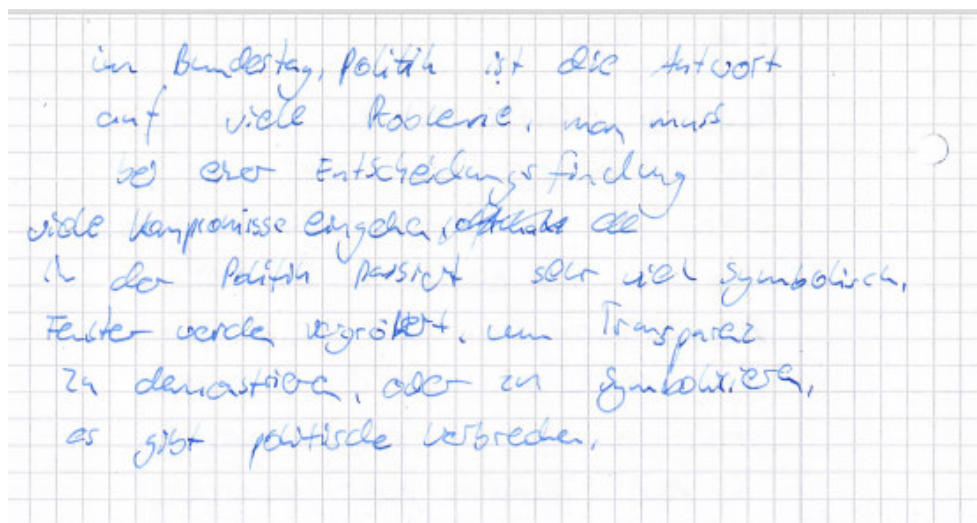 im Bundestag, Politik ist die Antwort
auf viele Probleme, man muss
bei einer Entscheidungsfindung
viele Kompromisse eingehen,
in der Politik passiert sehr viel symbolisch,
Fenster werden vergrößert, um Transparenz
zu demonstrieren, oder zu symbolisieren,
es gibt politische Verbrechen,